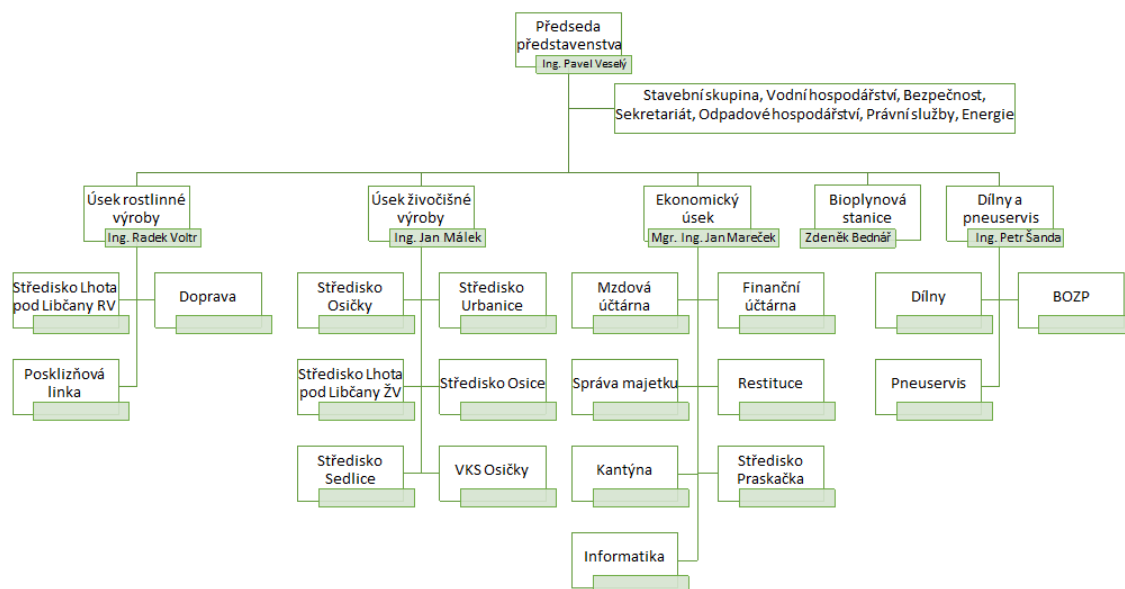 Předseda
představenstva
Ing. Pavel Veselý
Stavební skupina, Vodní hospodářství, Bezpečnost,
Sekretariát, Odpadové hospodářství, Právní služby, Energie
Úsek rostlinné
výroby
Ing. Radek Voltr
Úsek živočišné
výroby
Ing. Jan Málek
Ekonomický
úsek
Mgr. Ing. Jan Mareček
Bioplynová
stanice
Zdeněk Bednář
Dílny a
pneuservis
Ing. Petr Šanda
Středisko Lhota
pod Libčany RV
Doprava
Středisko
Osičky
Středisko
Urbanice
Mzdová
účtárna
Finanční
účtárna
Dílny
BOZP
Posklizňová
linka
Středisko Lhota
pod Libčany ŽV
Středisko Osice
Správa majetku
Restituce
Pneuservis
Středisko
Sedlice
VKS Osičky
Kantýna
Středisko
Praskačka
Informatika